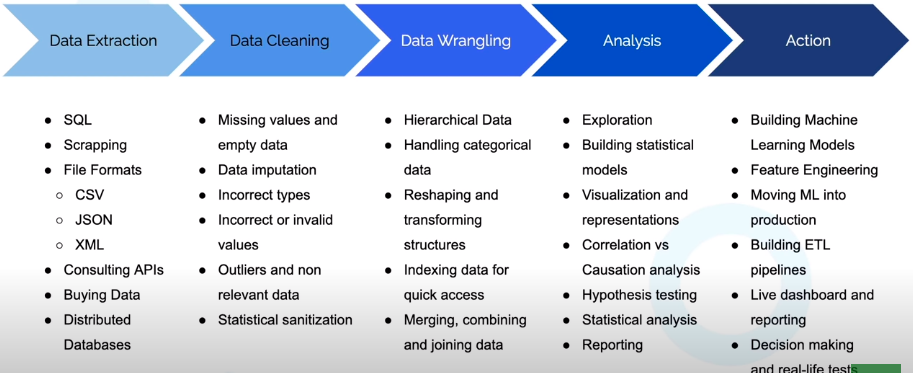 Data Extraction
Data Cleaning
Data Wrangling
Analysis
Action
● SQL
● Scrapping
● File Formats
○ CSV
○ JSON
○ XML
● Consulting APIs
● Buying Data
● Distributed
Databases
● Missing values and
empty data
● Data imputation
● Incorrect types
● Incorrect or invalid
values
● Outliers and non
relevant data
● Statistical sanitization
● Hierarchical Data
● Handling categorical
data
● Reshaping and
transforming
structures
● Indexing data for
quick access
● Merging, combining
and joining data
● Exploration
● Building statistical
models
● Visualization and
representations
● Correlation vs
Causation analysis
● Hypothesis testing
● Statistical analysis
● Reporting
● Building Machine
Learning Models
● Feature Engineering
● Moving ML into
production
● Building ETL
pipelines
● Live dashboard and
reporting
● Decision making
and real-life tests